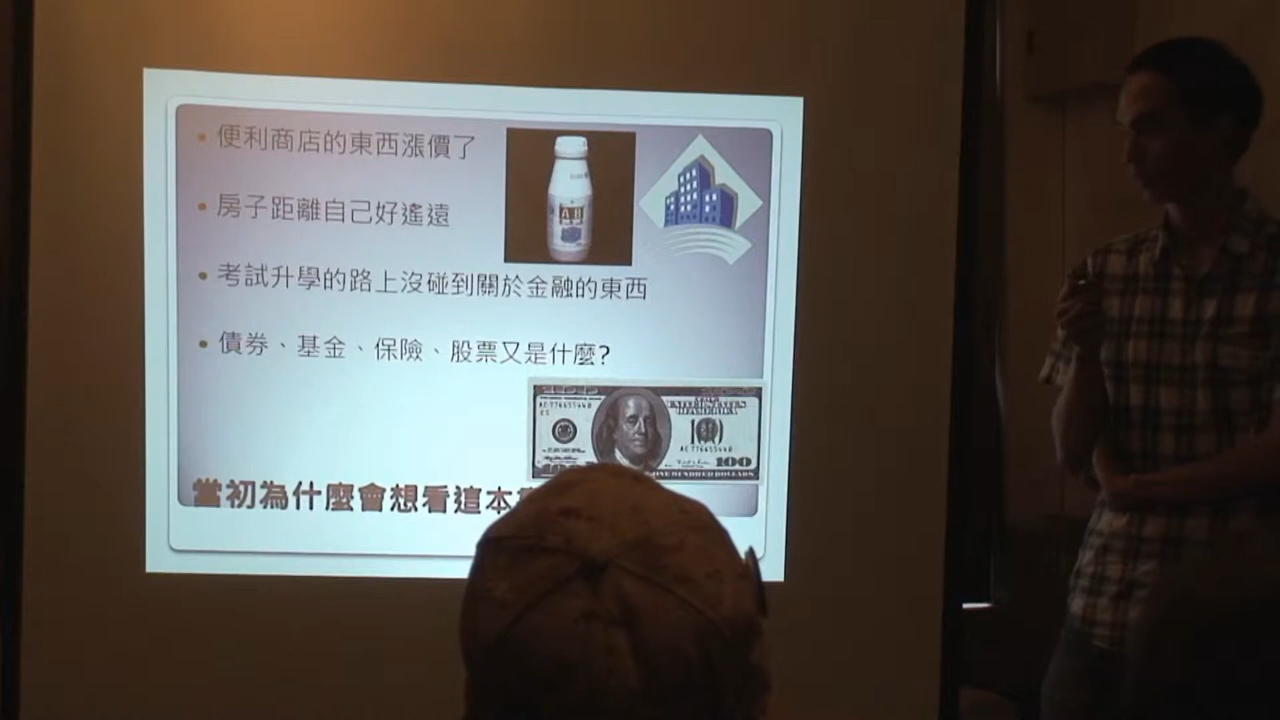 便利商店的東西漲價了
房子距離自己好遙遠
考試升學的路上沒碰到關於金融的東西
債券、基金、保險、股票又是什麼?
AB
100
100
當初為什麼會想看這本